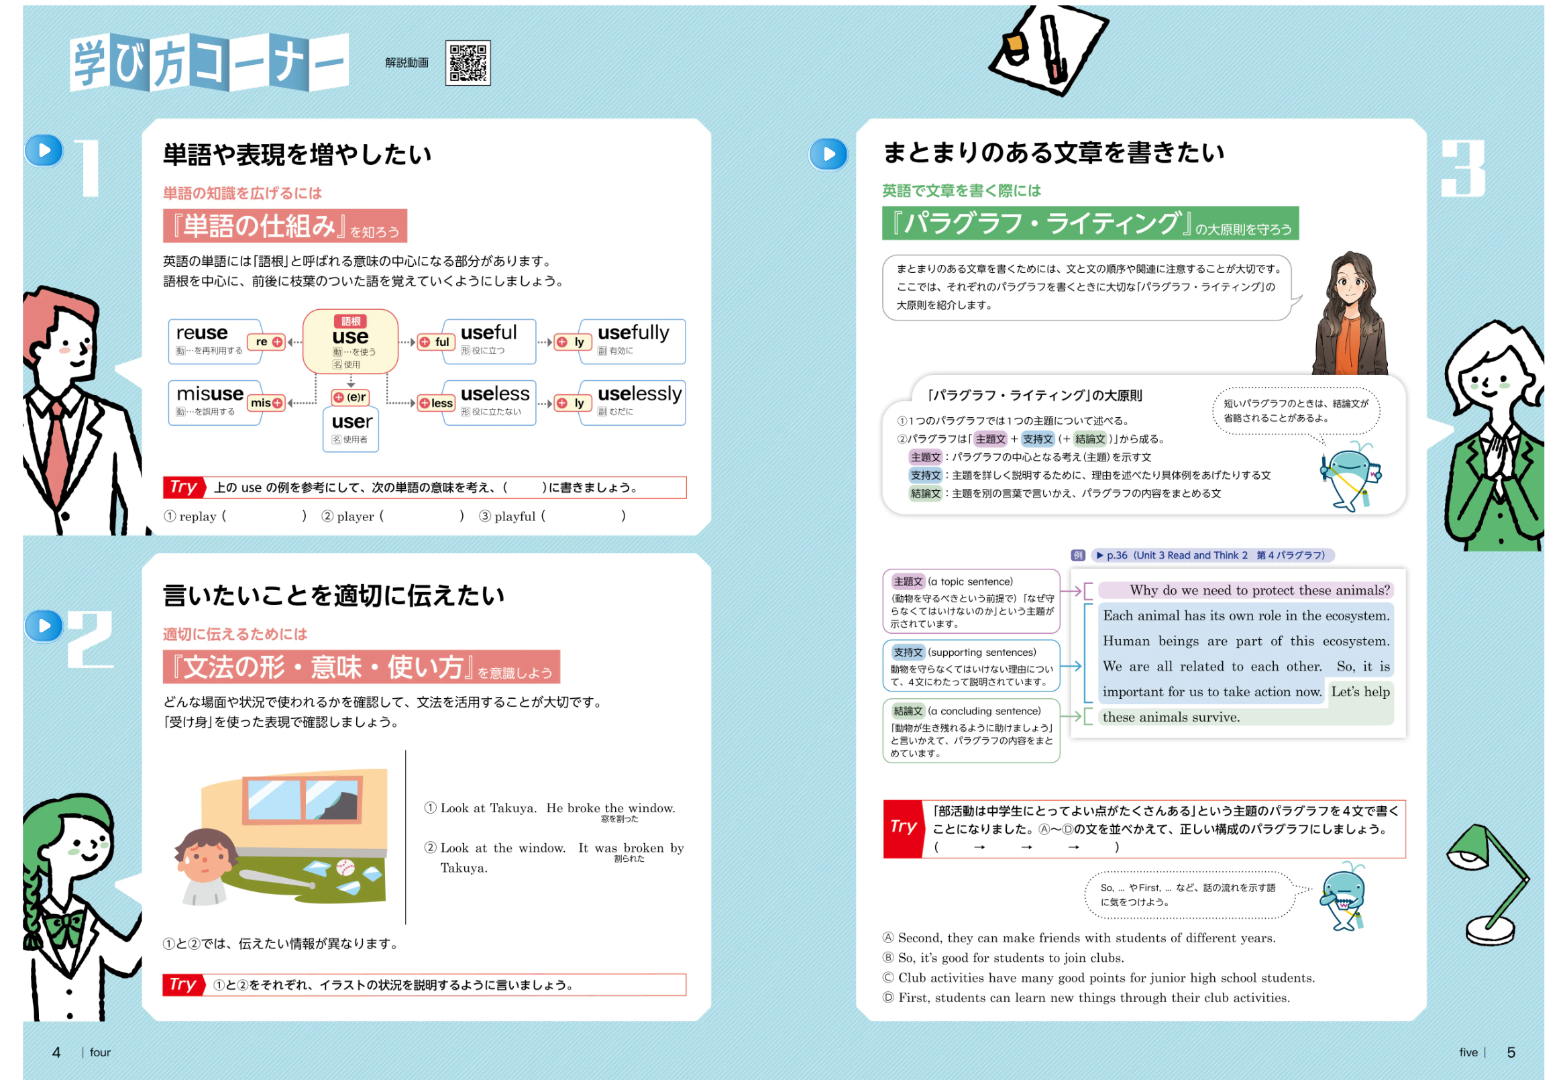 学び方コーナー
解説動画
1
単語や表現を増やしたい
単語の知識を広げるには
『単語の仕組み』を知ろう
英語の単語には「語根」と呼ばれる意味の中心になる部分があります。
語根を中心に、前後に枝葉のついた語を覚えていくようにしましょう。
reuse
動…を再利用する
re +
語根
use
動…を使う
名使用
+ ful
useful
形役に立つ
+ ly
usefully
副有効に
misuse
動…を誤用する
mis +
+ (e)r
user
名使用者
+ less
useless
形役に立たない
+ ly
uselessly
副むだに
Try 上の use の例を参考にして、次の単語の意味を考え、(　　)に書きましょう。
① replay (　　　) ② player (　　　) ③ playful (　　　)
2
言いたいことを適切に伝えたい
適切に伝えるためには
『文法の形・意味・使い方』を意識しよう
どんな場面や状況で使われるかを確認して、文法を活用することが大切です。
「受け身」を使った表現で確認しましょう。
① Look at Takuya. He broke the window.
窓を割った
② Look at the window. It was broken by
割られた
Takuya.
①と②では、伝えたい情報が異なります。
Try ①と②をそれぞれ、イラストの状況を説明するように言いましょう。
4 | four
3
まとまりのある文章を書きたい
英語で文章を書く際には
『パラグラフ・ライティング』の大原則を守ろう
まとまりのある文章を書くためには、文と文の順序や関連に注意することが大切です。
ここでは、それぞれのパラグラフを書くときに大切な「パラグラフ・ライティング」の
大原則を紹介します。
「パラグラフ・ライティング」の大原則
①1つのパラグラフでは1つの主題について述べる。
②パラグラフは「主題文 + 支持文 (+ 結論文)」から成る。
主題文：パラグラフの中心となる考え(主題)を示す文
支持文：主題を詳しく説明するために、理由を述べたり具体例をあげたりする文
結論文：主題を別の言葉で言いかえ、パラグラフの内容をまとめる文
短いパラグラフのときは、結論文が
省略されることがあるよ。
例 ▶ p.36 (Unit 3 Read and Think 2 第4パラグラフ)
主題文 (a topic sentence)
(動物を守るべきという前提で)「なぜ守
らなくてはいけないのか」という主題が
示されています。
支持文 (supporting sentences)
動物を守らなくてはいけない理由につい
て、4文にわたって説明されています。
結論文 (a concluding sentence)
「動物が生き残れるように助けましょう」
と言いかえて、パラグラフの内容をまと
めています。
Why do we need to protect these animals?
Each animal has its own role in the ecosystem.
Human beings are part of this ecosystem.
We are all related to each other. So, it is
important for us to take action now. Let's help
these animals survive.
Try 「部活動は中学生にとってよい点がたくさんある」という主題のパラグラフを4文で書く
ことになりました。Ⓐ〜Ⓓの文を並べかえて、正しい構成のパラグラフにしましょう。
(　　→　　→　　→　　)
So, ... やFirst, ... など、話の流れを示す語
に気をつけよう。
Ⓐ Second, they can make friends with students of different years.
Ⓑ So, it's good for students to join clubs.
Ⓒ Club activities have many good points for junior high school students.
Ⓓ First, students can learn new things through their club activities.
five | 5